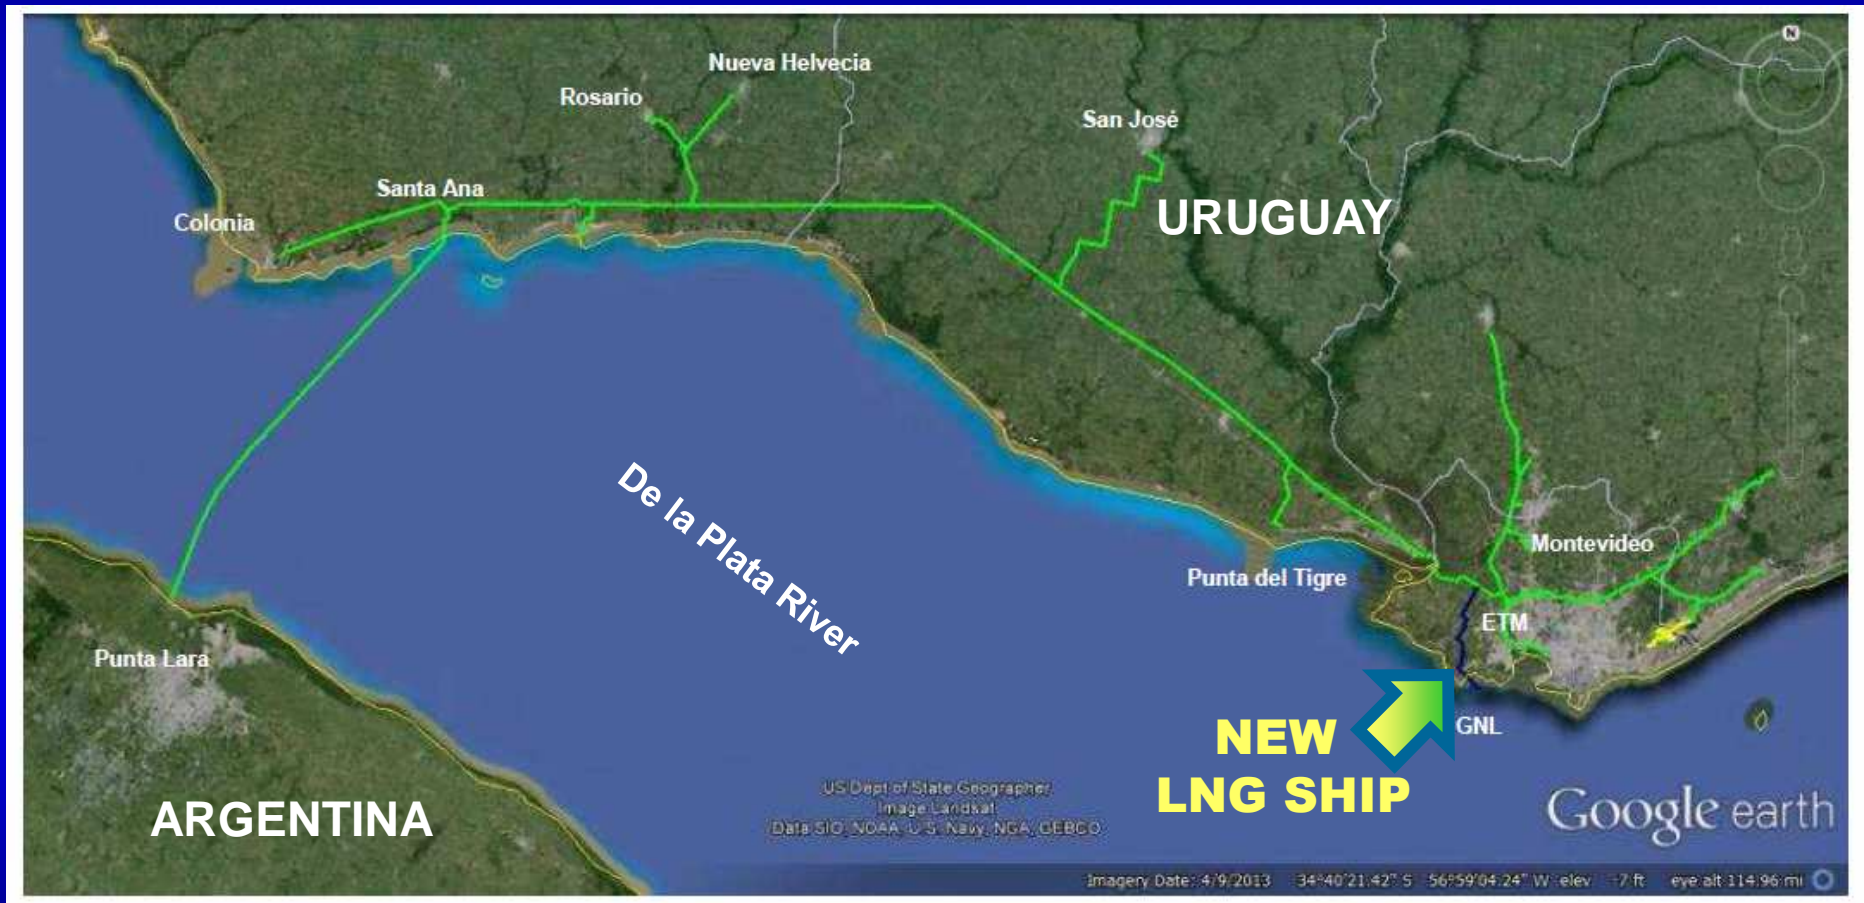 N
Nueva Helvecia
Rosario
San José
Santa Ana
URUGUAY
Colonia
De la Plata River
Montevideo
Punta del Tigre
ETM
Punta Lara
GNL
NEW
LNG SHIP
US Dept of State Geographer
Image Landsat
Data SIO, NOAA, U.S. Navy, NGA, GEBCO
ARGENTINA
Google earth
Imagery Date: 4/9/2013 34°40'21.42" S 56°59'04.24" W elev -7 ft eye alt 114.96 mi